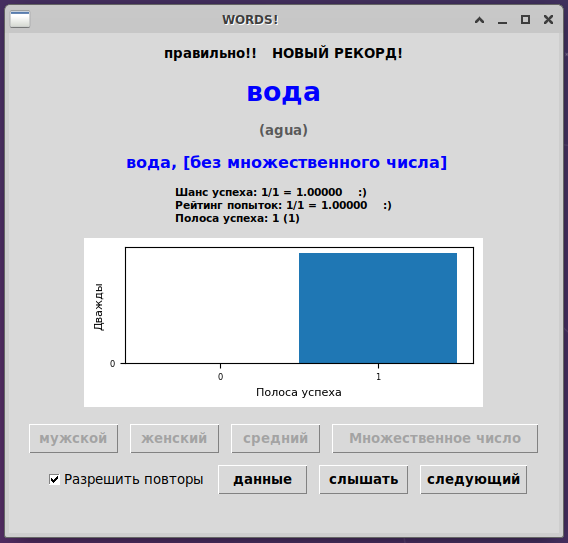 WORDS!
правильно!! НОВЫЙ РЕКОРД!
вода
(agua)
вода, [без множественного числа]
Шанс успеха: 1/1 = 1.00000 :)
Рейтинг попыток: 1/1 = 1.00000 :)
Полоса успеха: 1 (1)
Дважды
0
0 1
Полоса успеха
мужской женский средний Множественное число
Разрешить повторы данные слышать следующий